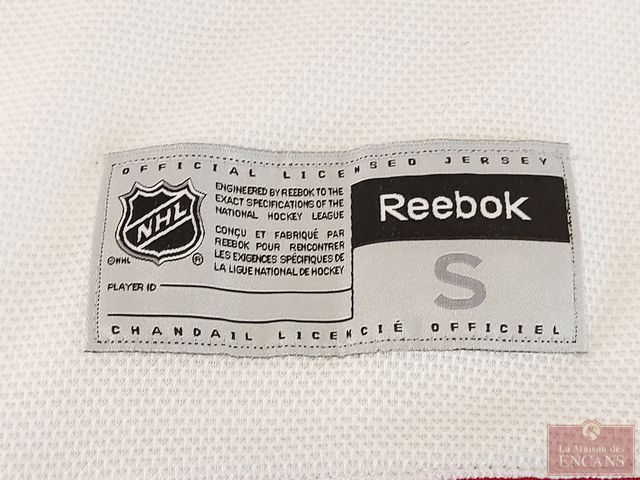 OFFICIAL LICENSED JERSEY
NHL
©NHL
®
ENGINEERED BY REEBOK TO THE
EXACT SPECIFICATIONS OF THE
NATIONAL HOCKEY LEAGUE
CONÇU ET FABRIQUÉ PAR
REEBOK POUR RENCONTRER
LES EXIGENCES SPÉCIFIQUES DE
LA LIGUE NATIONAL DE HOCKEY
PLAYER ID
Reebok
S
CHANDAIL LICENCIÉ OFFICIEL
La Maison des
ENCANS